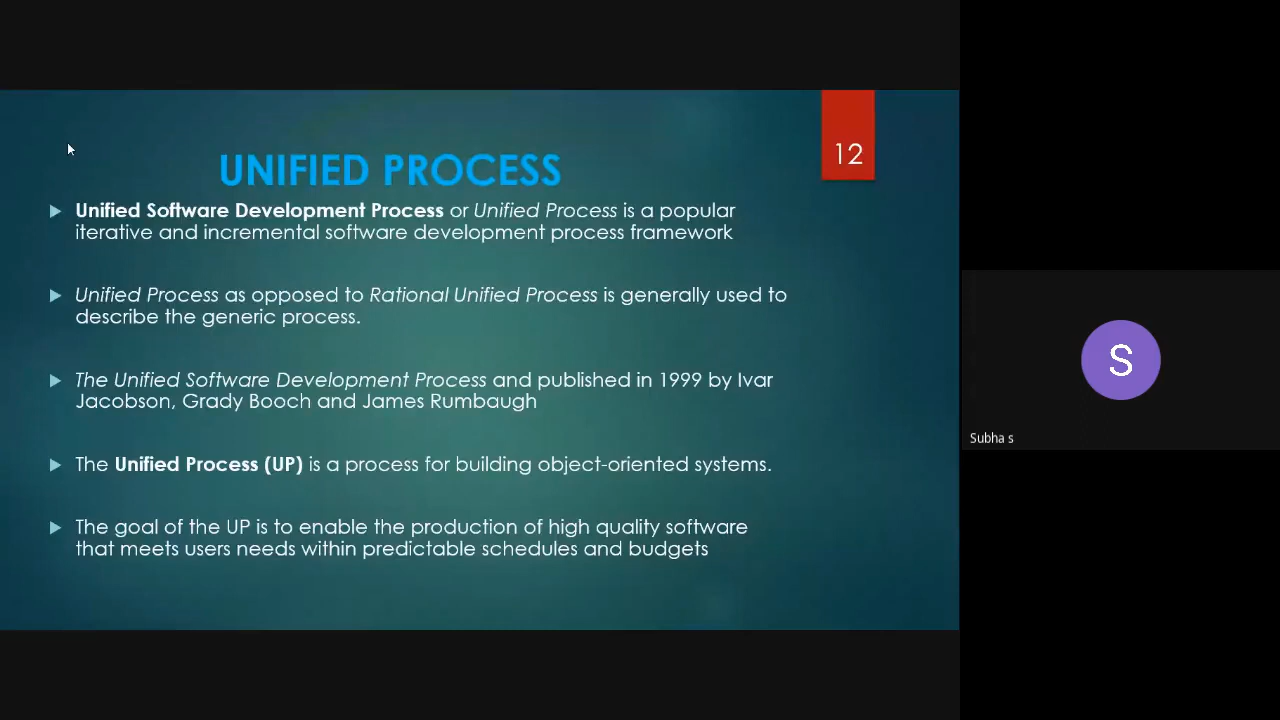 12
UNIFIED PROCESS
Unified Software Development Process or Unified Process is a popular
iterative and incremental software development process framework
Unified Process as opposed to Rational Unified Process is generally used to
describe the generic process.
The Unified Software Development Process and published in 1999 by Ivar
Jacobson, Grady Booch and James Rumbaugh
The Unified Process (UP) is a process for building object-oriented systems.
The goal of the UP is to enable the production of high quality software
that meets users needs within predictable schedules and budgets
S
Subha s